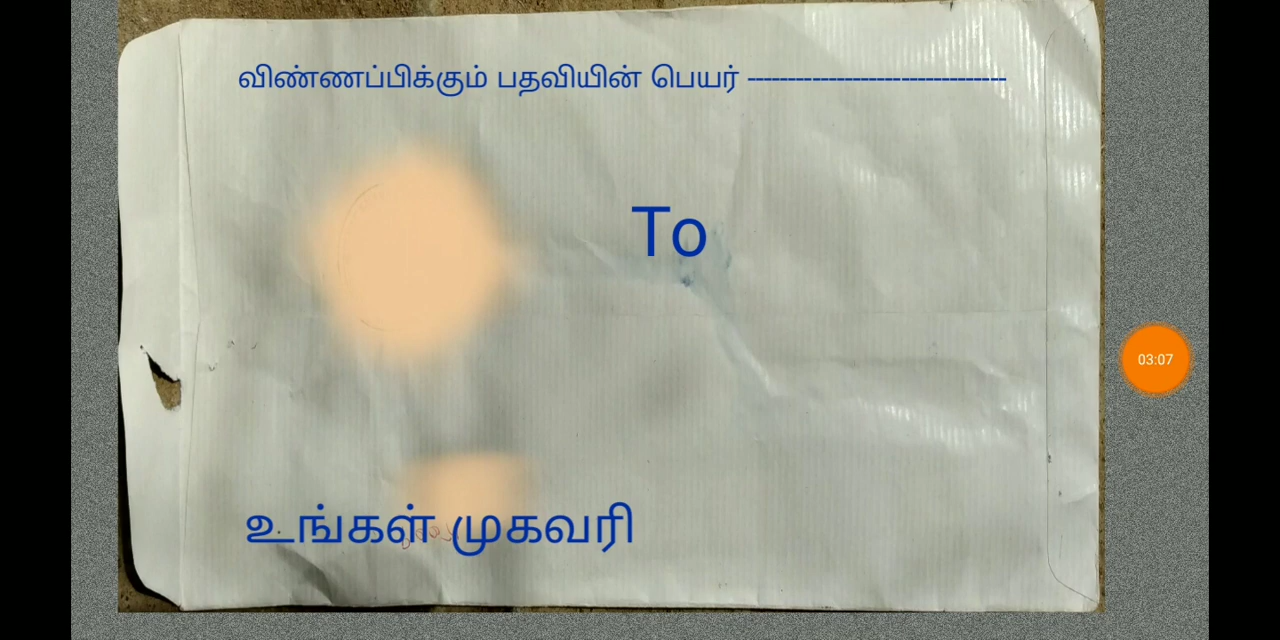 விண்ணப்பிக்கும் பதவியின் பெயர் --------------------------------
To
03:07
உங்கள் முகவரி